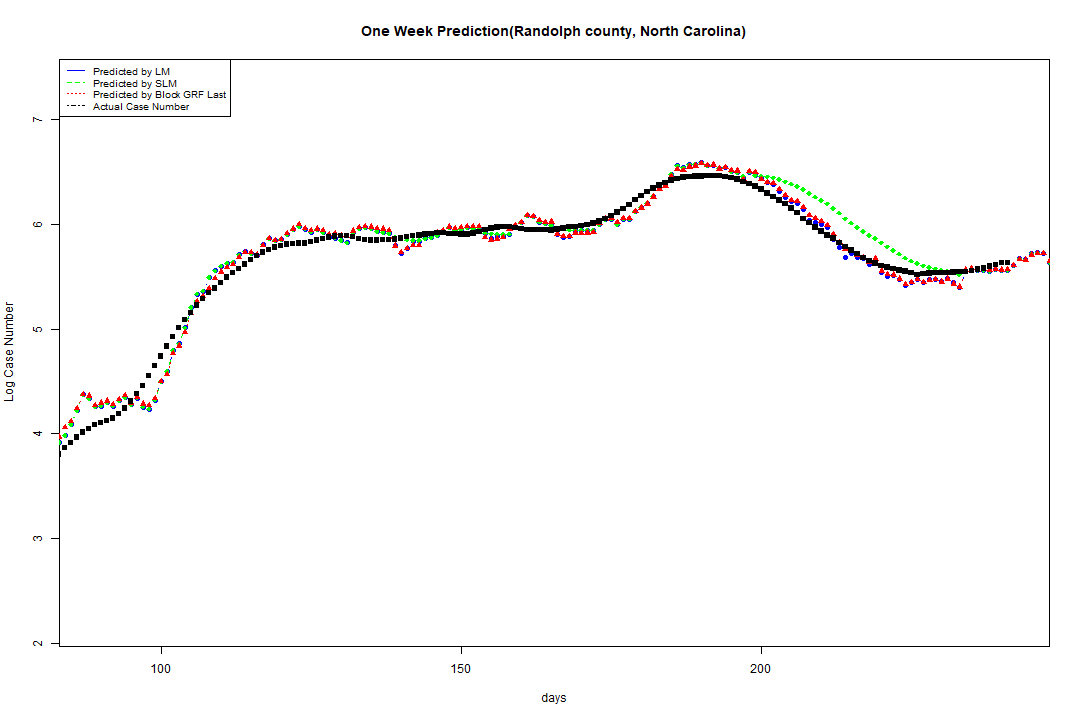 One Week Prediction(Randolph county, North Carolina)
Predicted by LM
Predicted by SLM
Predicted by Block GRF Last
Actual Case Number
7
6
5
4
3
2
Log Case Number
100 150 200
days